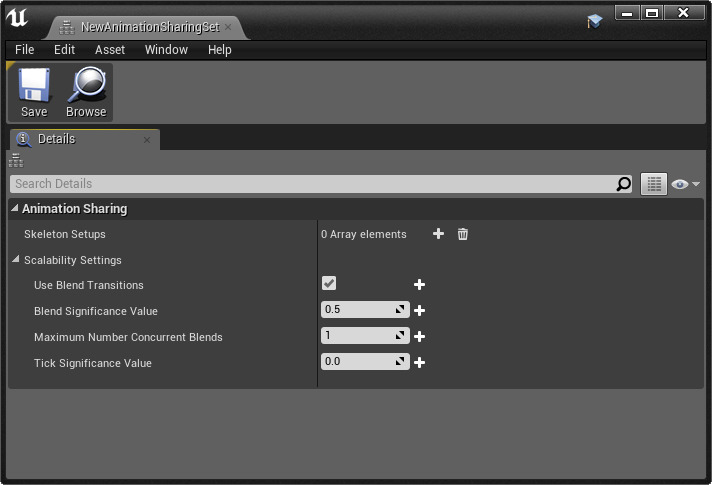 NewAnimationSharingSet
File Edit Asset Window Help
Save Browse
Details
Search Details
Animation Sharing
Skeleton Setups 0 Array elements
Scalability Settings
Use Blend Transitions
Blend Significance Value 0.5
Maximum Number Concurrent Blends 1
Tick Significance Value 0.0